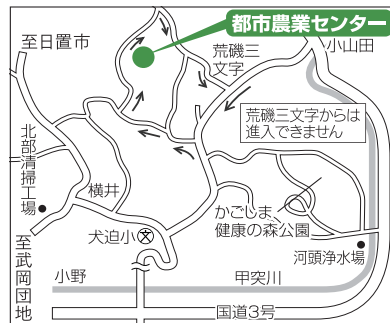 都市農業センター
至日置市
荒磯三
文字
小山田
荒磯三文字からは
進入できません
北部清掃工場
横井
かごしま
健康の森公園
犬迫小
文
河頭浄水場
至武岡団地
小野
甲突川
国道3号